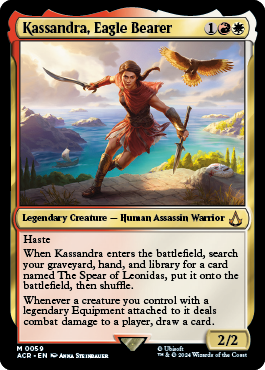 Kassandra, Eagle Bearer 1
Legendary Creature — Human Assassin Warrior
Haste
When Kassandra enters the battlefield, search
your graveyard, hand, and library for a card
named The Spear of Leonidas, put it onto the
battlefield, then shuffle.
Whenever a creature you control with a
legendary Equipment attached to it deals
combat damage to a player, draw a card.
2/2
M 0059
ACR • EN Anna Steinbauer
© Ubisoft
™ & © 2024 Wizards of the Coast